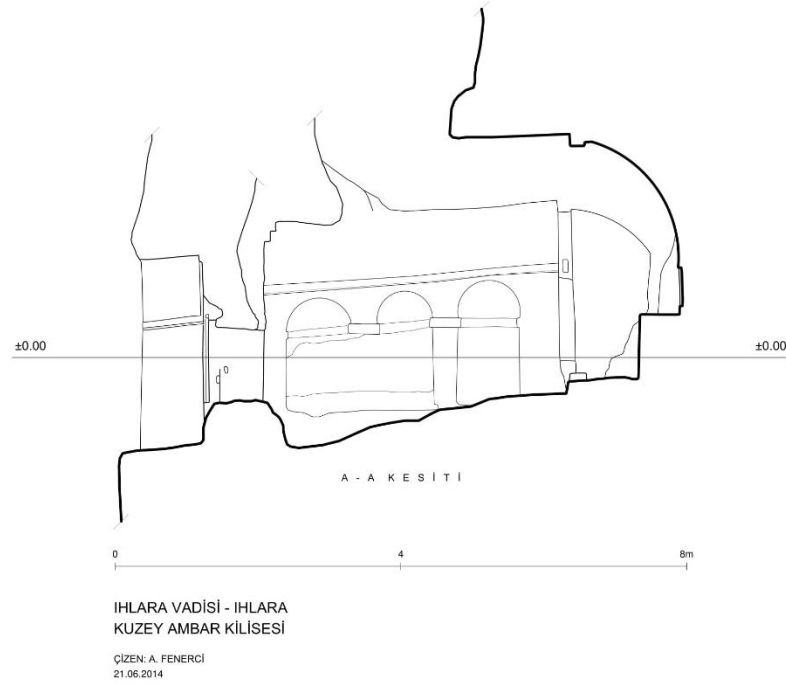 ±0.00 ±0.00
A - A K E S İ T İ
0 4 8m
IHLARA VADİSİ - IHLARA
KUZEY AMBAR KİLİSESİ
ÇİZEN: A. FENERCİ
21.06.2014